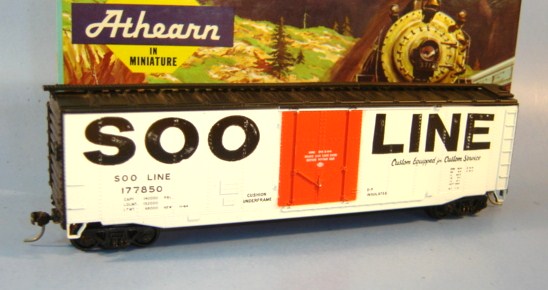 Athearn
IN
MINIATURE
SOO LINE
Custom Equipped for Custom Service
SOO LINE
177850
CUSHION
UNDERFRAME